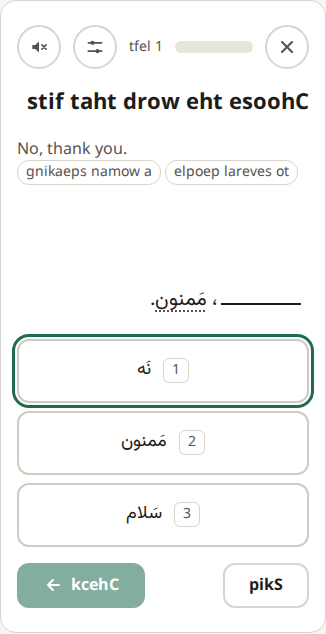 tfel 1
stif taht drow eht esoohC
No, thank you.
gnikaeps namow a
elpoep lareves ot
______ ، مَمنون.
نَه 1
مَمنون 2
سَلام 3
kcehC
pikS